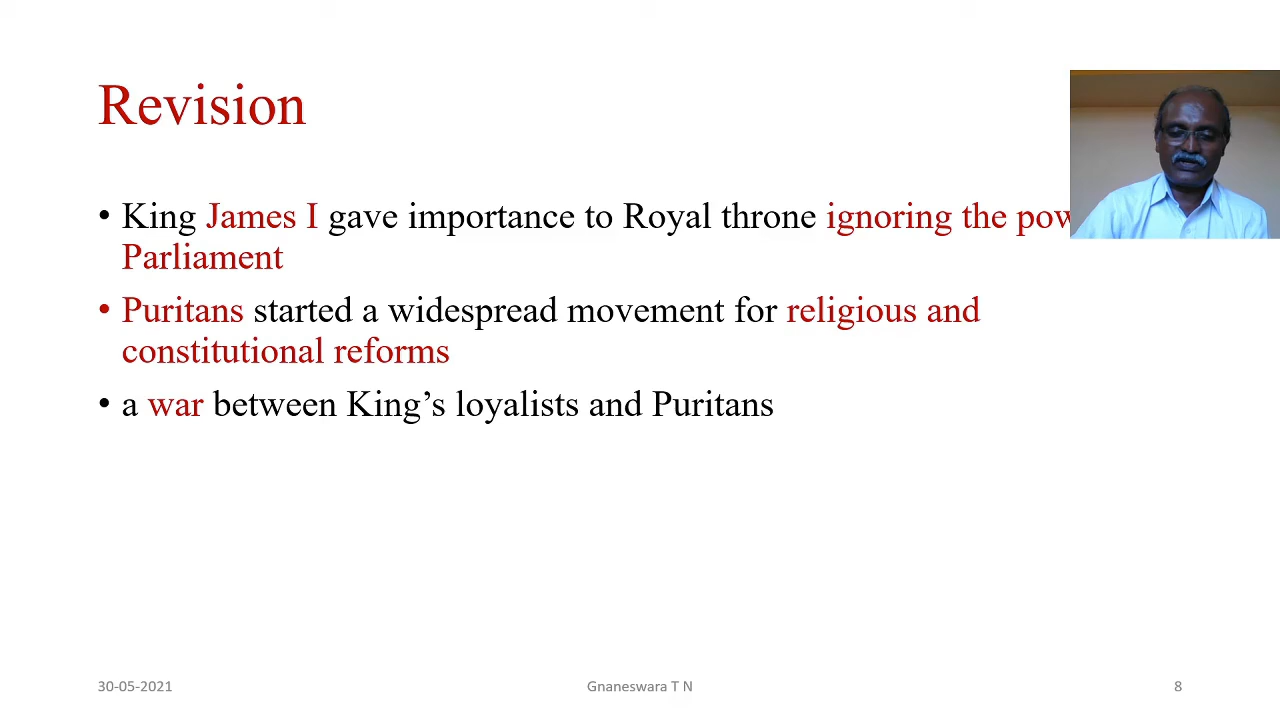 Revision
• King James I gave importance to Royal throne ignoring the
Parliament
• Puritans started a widespread movement for religious and
constitutional reforms
• a war between King’s loyalists and Puritans
30-05-2021
Gnaneswara T N
8